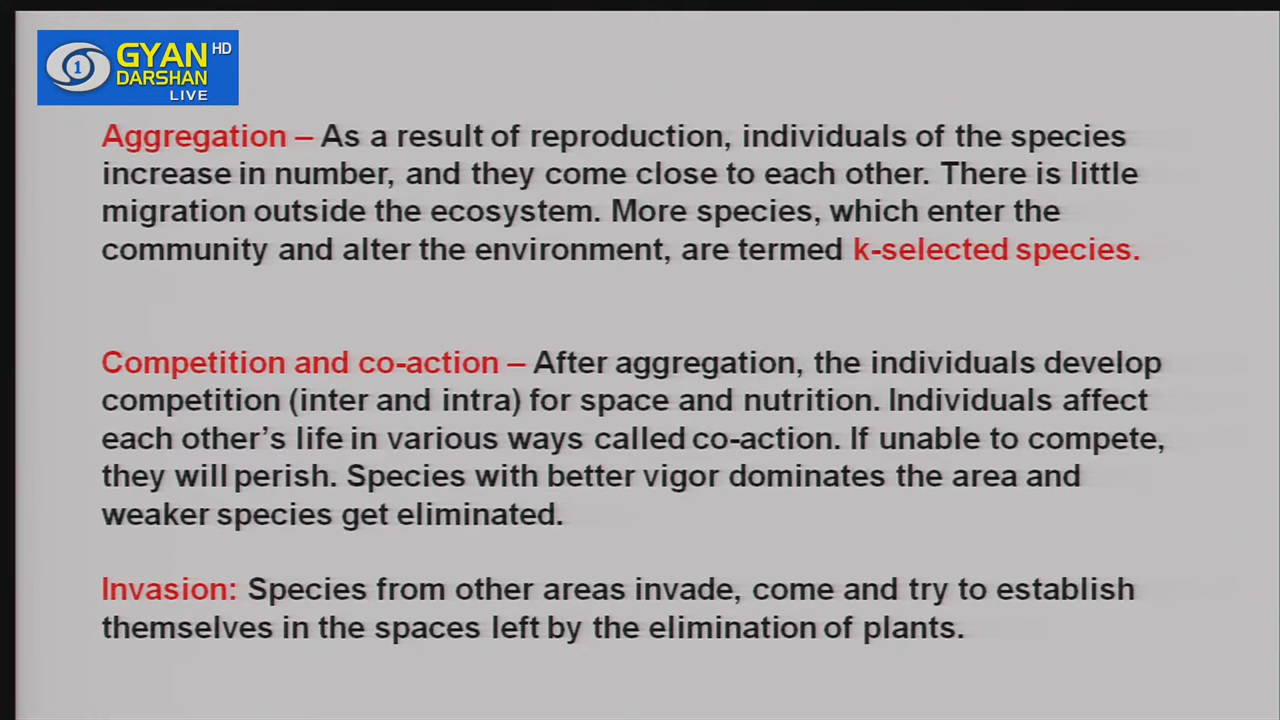 GYAN HD
DARSHAN
LIVE
1
Aggregation – As a result of reproduction, individuals of the species
increase in number, and they come close to each other. There is little
migration outside the ecosystem. More species, which enter the
community and alter the environment, are termed k-selected species.
Competition and co-action – After aggregation, the individuals develop
competition (inter and intra) for space and nutrition. Individuals affect
each other's life in various ways called co-action. If unable to compete,
they will perish. Species with better vigor dominates the area and
weaker species get eliminated.
Invasion: Species from other areas invade, come and try to establish
themselves in the spaces left by the elimination of plants.